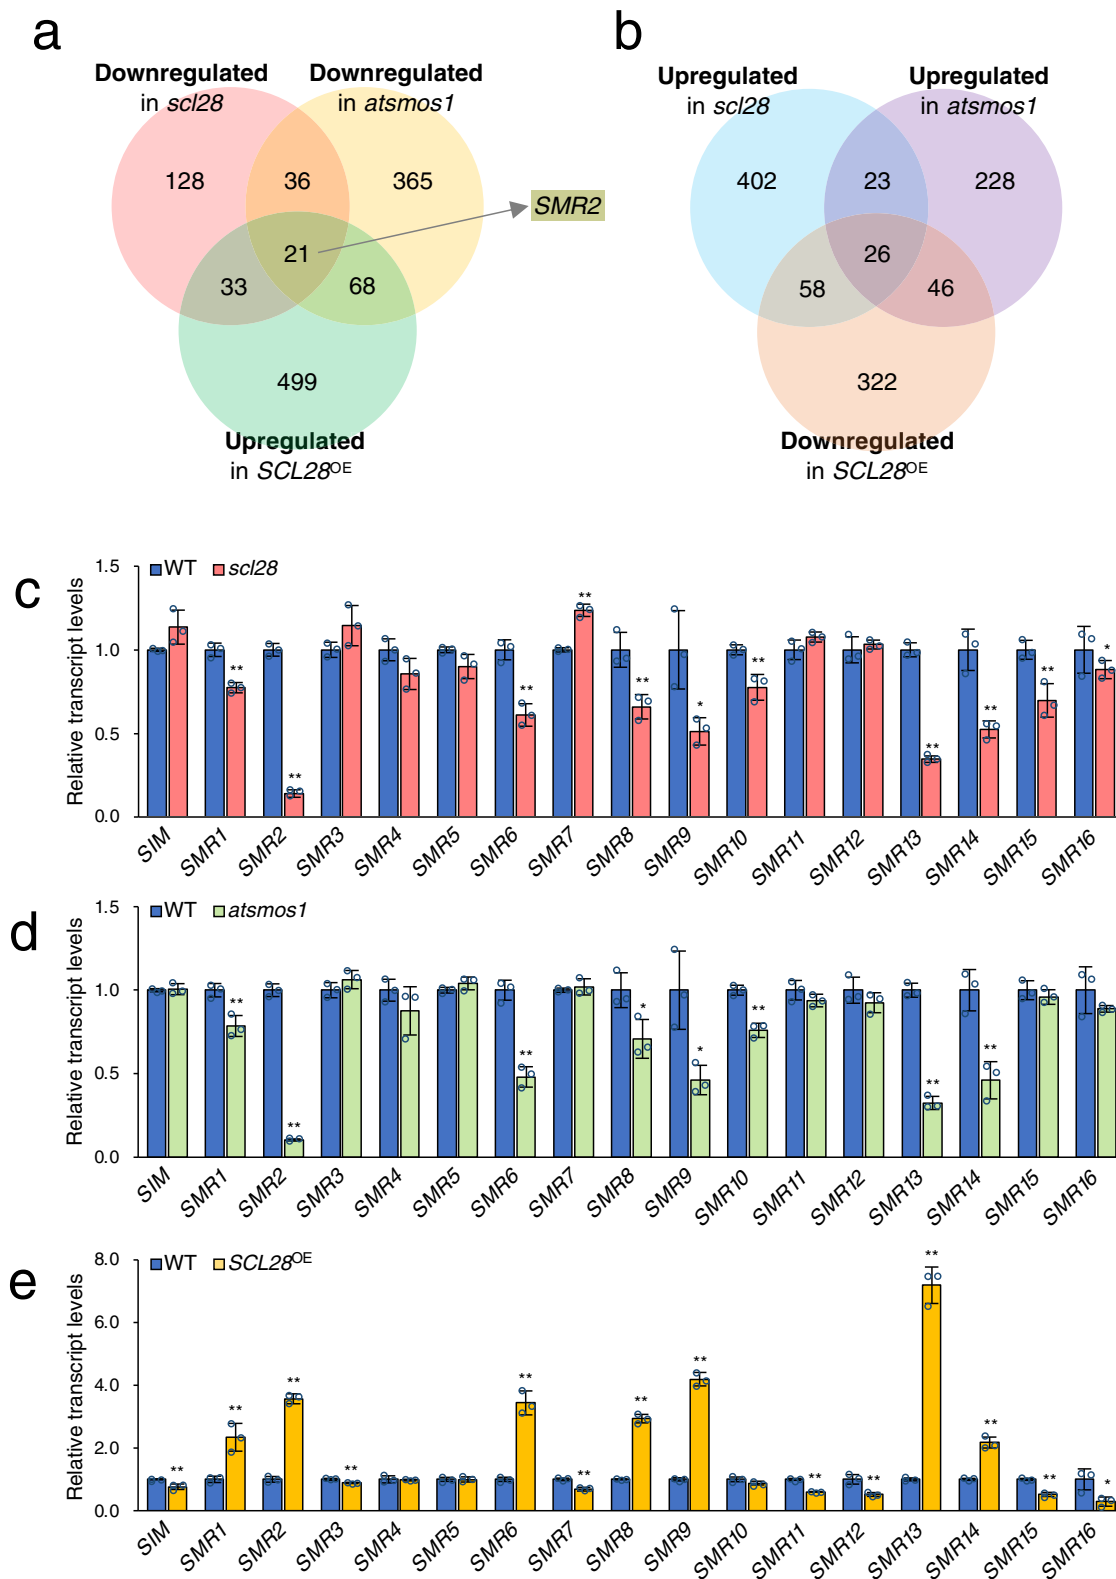 a
Downregulated
in scl28
Downregulated
in atsmos1
128
36
365
SMR2
21
33
68
499
Upregulated
in SCL28OE
b
Upregulated
in scl28
Upregulated
in atsmos1
402
23
228
26
58
46
322
Downregulated
in SCL28OE
c
Relative transcript levels
1.5
1.0
0.5
0.0
WT scl28
** ** ** ** ** * ** ** ** ** *
SIM SMR1 SMR2 SMR3 SMR4 SMR5 SMR6 SMR7 SMR8 SMR9 SMR10 SMR11 SMR12 SMR13 SMR14 SMR15 SMR16
d
Relative transcript levels
1.5
1.0
0.5
0.0
WT atsmos1
** ** ** * * ** ** **
SIM SMR1 SMR2 SMR3 SMR4 SMR5 SMR6 SMR7 SMR8 SMR9 SMR10 SMR11 SMR12 SMR13 SMR14 SMR15 SMR16
e
Relative transcript levels
8.0
6.0
4.0
2.0
0.0
WT SCL28OE
** ** ** ** ** ** ** ** ** ** ** ** ** *
SIM SMR1 SMR2 SMR3 SMR4 SMR5 SMR6 SMR7 SMR8 SMR9 SMR10 SMR11 SMR12 SMR13 SMR14 SMR15 SMR16